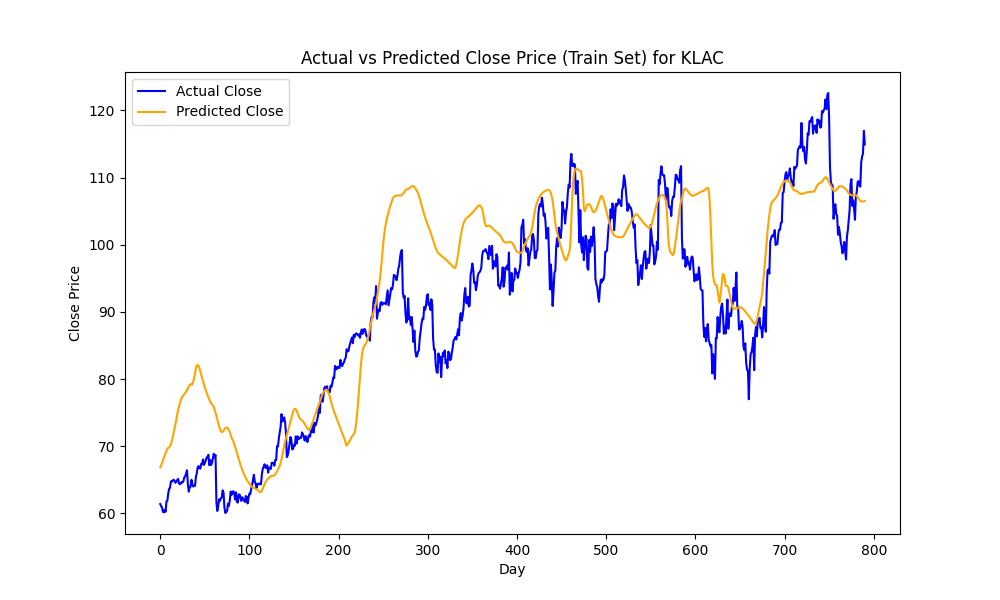 Actual vs Predicted Close Price (Train Set) for KLAC
Actual Close
Predicted Close
Close Price
120
110
100
90
80
70
60
0 100 200 300 400 500 600 700 800
Day